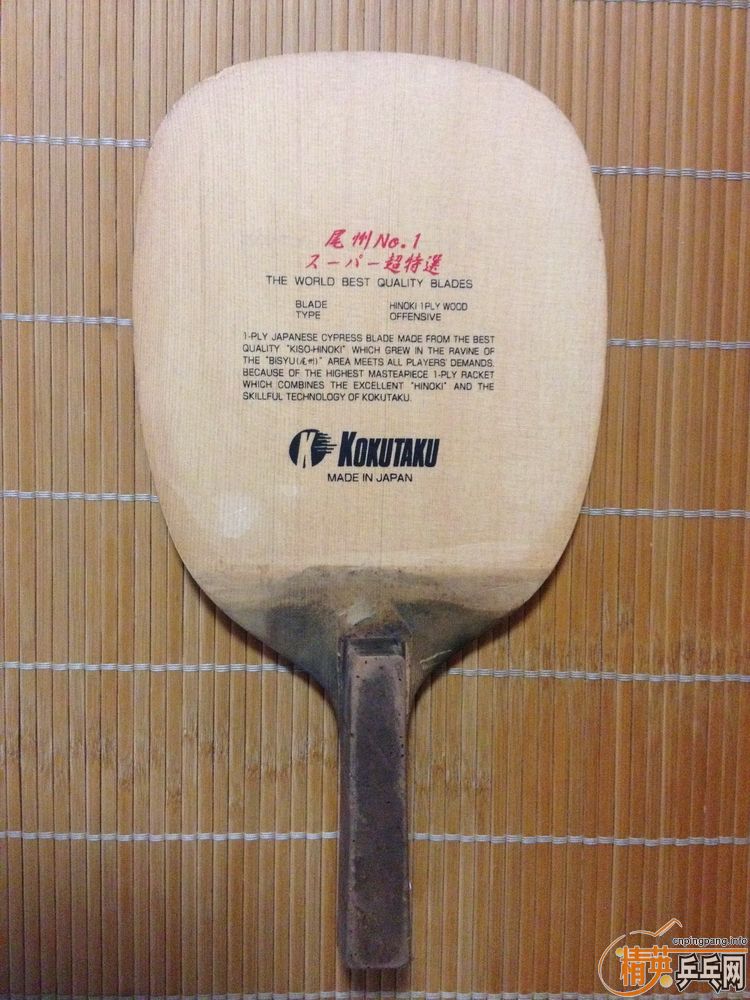 尾州No.1
スーパー超特選
THE WORLD BEST QUALITY BLADES
BLADE HINOKI 1PLY WOOD
TYPE OFFENSIVE
1-PLY JAPANESE CYPRESS BLADE MADE FROM THE BEST
QUALITY "KISO-HINOKI" WHICH GREW IN THE RAVINE OF
THE "BISYU(尾州)" AREA MEETS ALL PLAYERS' DEMANDS.
BECAUSE OF THE HIGHEST MASTEAPIECE 1-PLY RACKET
WHICH COMBINES THE EXCELLENT "HINOKI" AND THE
SKILLFUL TECHNOLOGY OF KOKUTAKU.
K KOKUTAKU
MADE IN JAPAN
cnpingpang.info
精英乒乓网